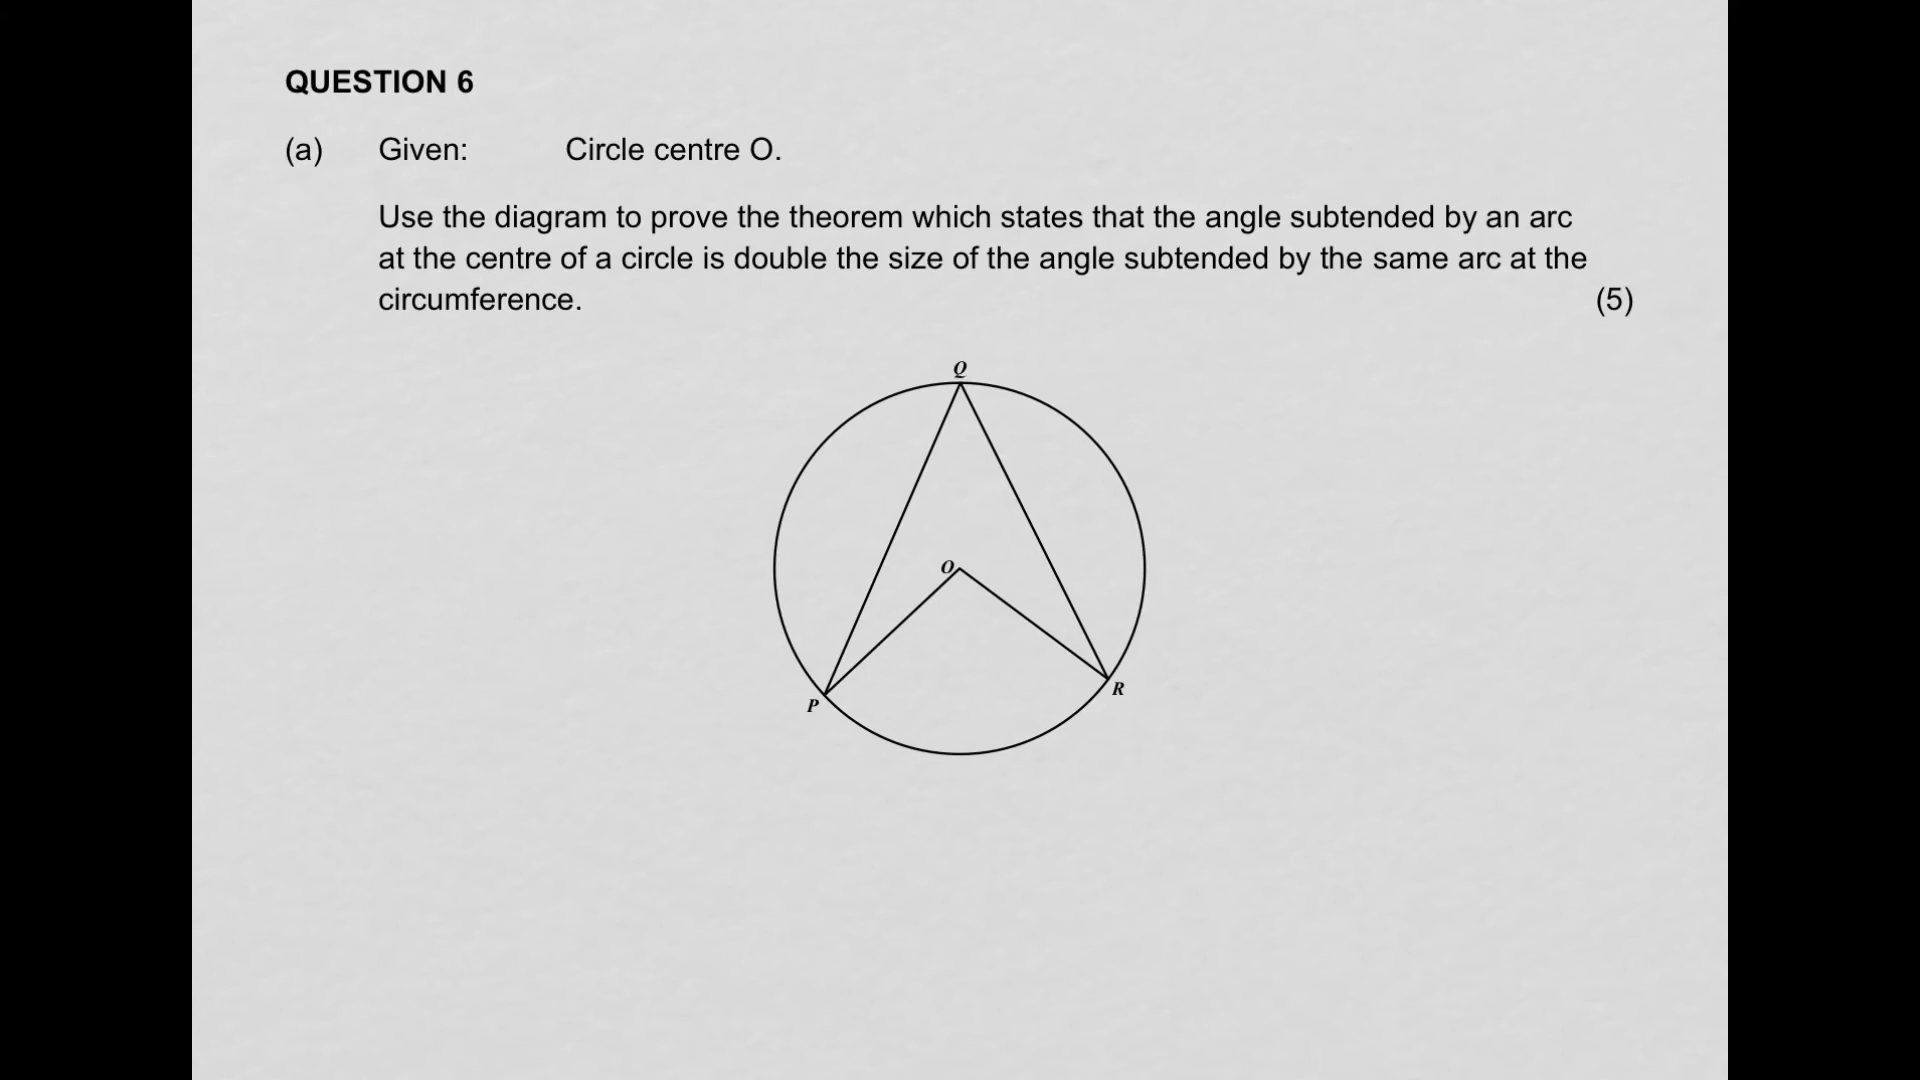 QUESTION 6
(a) Given: Circle centre O.
Use the diagram to prove the theorem which states that the angle subtended by an arc
at the centre of a circle is double the size of the angle subtended by the same arc at the
circumference. (5)
Q
O
R
P